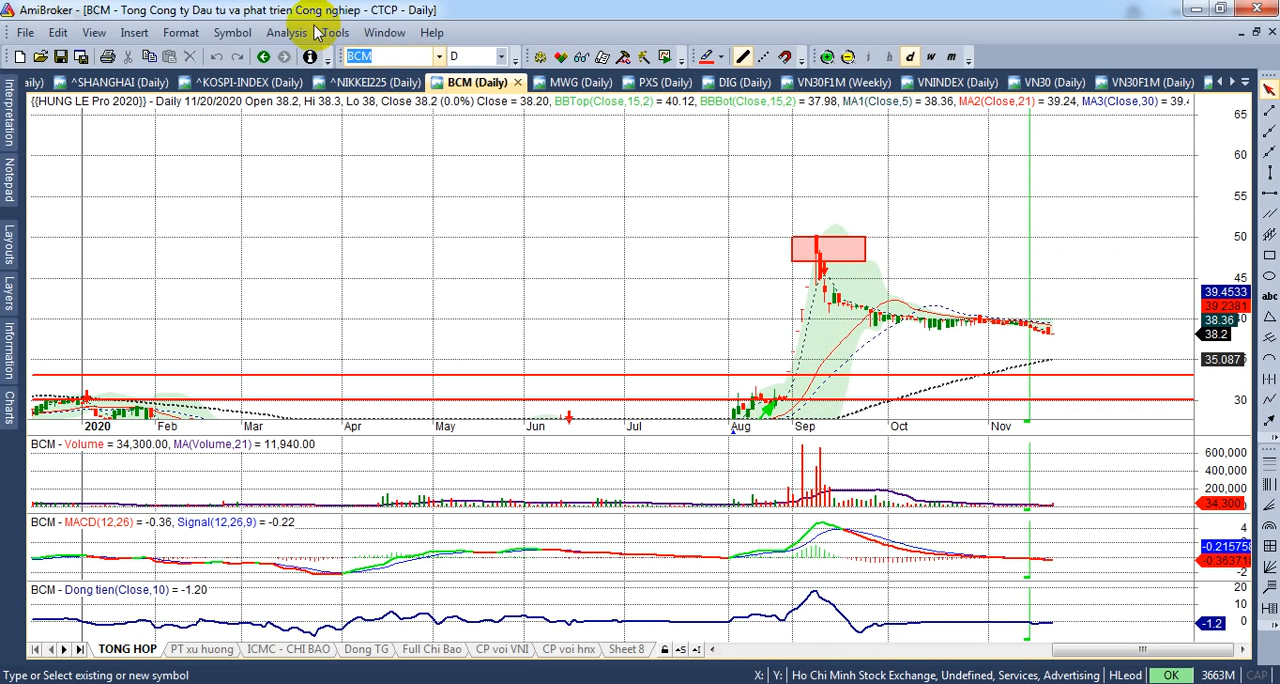 AmiBroker - [BCM - Tong Cong ty Dau tu va phat trien Cong nghiep - CTCP - Daily]
File Edit View Insert Format Symbol Analysis Tools Window Help
BCM D d w m
aily) ^SHANGHAI (Daily) ^KOSPI-INDEX (Daily) ^NIKKEI225 (Daily) BCM (Daily) MWG (Daily) PXS (Daily) DIG (Daily) VN30F1M (Weekly) VNINDEX (Daily) VN30 (Daily) VN30F1M (Daily)
{{HUNG LE Pro 2020}} - Daily 11/20/2020 Open 38.2, Hi 38.3, Lo 38, Close 38.2 (0.0%) Close = 38.20, BBTop(Close,15,2) = 40.12, BBBot(Close,15,2) = 37.98, MA1(Close,5) = 38.36, MA2(Close,21) = 39.24, MA3(Close,30) = 39.4
Interpretation
Notepad
Layouts
Layers
Information
Charts
abc
65
60
55
50
45
39.4533
39.2381
38.36
38.2
35.087
30
2020 Feb Mar Apr May Jun Jul Aug Sep Oct Nov
BCM - Volume = 34,300.00, MA(Volume,21) = 11,940.00
600,000
400,000
200,000
34,300
BCM - MACD(12,26) = -0.36, Signal(12,26,9) = -0.22
4
-0.215758
-0.36371
-2
BCM - Dong tien(Close,10) = -1.20
20
10
0
-1.2
TONG HOP PT xu huong ICMC - CHI BAO Dong TG Full Chi Bao CP voi VNI CP voi hnx Sheet 8
Type or Select existing or new symbol X: Y: Ho Chi Minh Stock Exchange, Undefined, Services, Advertising HLeod OK 3663M CAP